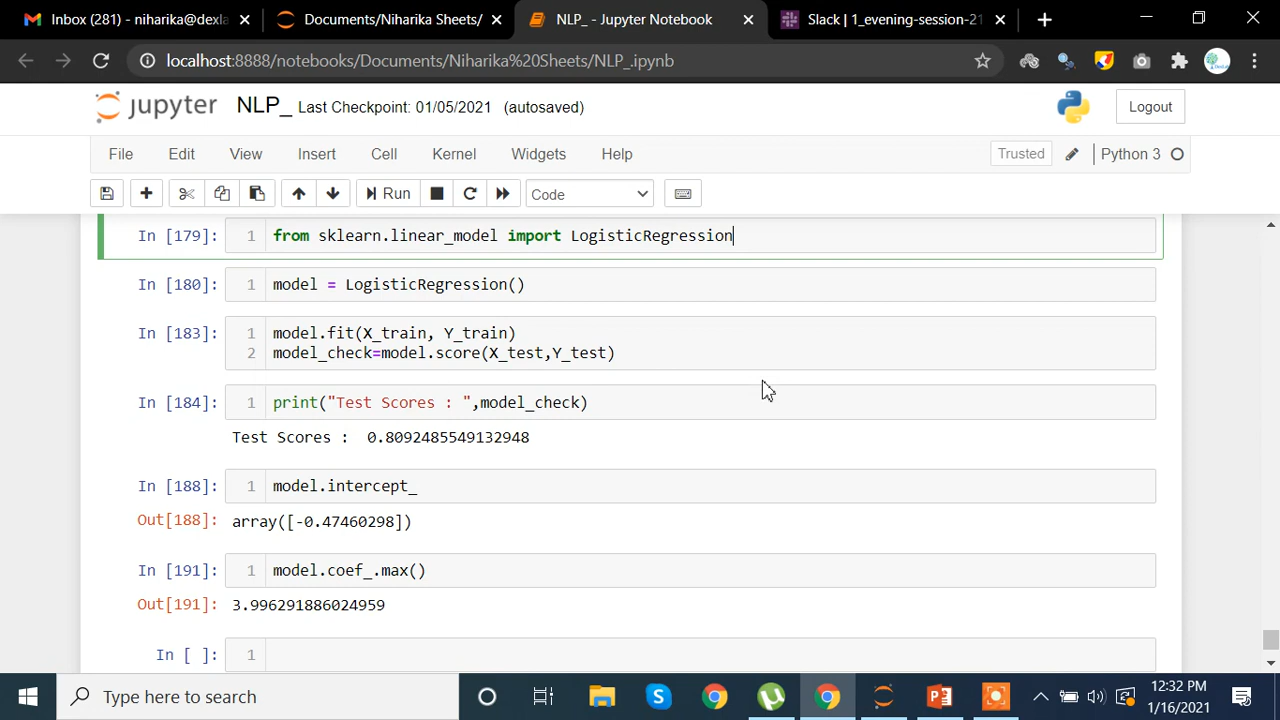 Inbox (281) - niharika@dexla
Documents/Niharika Sheets/
NLP_ - Jupyter Notebook
Slack | 1_evening-session-21
localhost:8888/notebooks/Documents/Niharika%20Sheets/NLP_.ipynb
jupyter NLP_ Last Checkpoint: 01/05/2021 (autosaved)
Logout
File Edit View Insert Cell Kernel Widgets Help
Trusted
Python 3
Run
Code
In [179]: 1 from sklearn.linear_model import LogisticRegression
In [180]: 1 model = LogisticRegression()
In [183]: 1 model.fit(X_train, Y_train)
2 model_check=model.score(X_test,Y_test)
In [184]: 1 print("Test Scores : ",model_check)
Test Scores :  0.8092485549132948
In [188]: 1 model.intercept_
Out[188]: array([-0.47460298])
In [191]: 1 model.coef_.max()
Out[191]: 3.996291886024959
In [ ]: 1
Type here to search
12:32 PM
1/16/2021